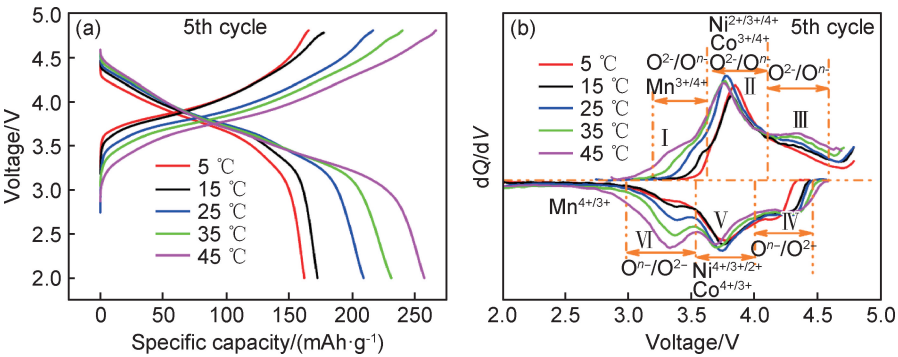 (a)
5th cycle
5.0
4.5
4.0
3.5
3.0
2.5
2.0
Voltage/V
5 ℃
15 ℃
25 ℃
35 ℃
45 ℃
0
50
100
150
200
250
Specific capacity/(mAh·g⁻¹)
(b)
Ni²⁺/³⁺/⁴⁺
Co³⁺/⁴⁺
5th cycle
O²⁻/Oⁿ⁻
O²⁻/Oⁿ⁻
O²⁻/Oⁿ⁻
Mn³⁺/⁴⁺
5 ℃
15 ℃
25 ℃
35 ℃
45 ℃
I
II
III
dQ/dV
Mn⁴⁺/³⁺
VI
V
IV
Oⁿ⁻/O²⁻
Oⁿ⁻/O²⁻
Ni⁴⁺/³⁺/²⁺
Co⁴⁺/³⁺
2.0
2.5
3.0
3.5
4.0
4.5
5.0
Voltage/V